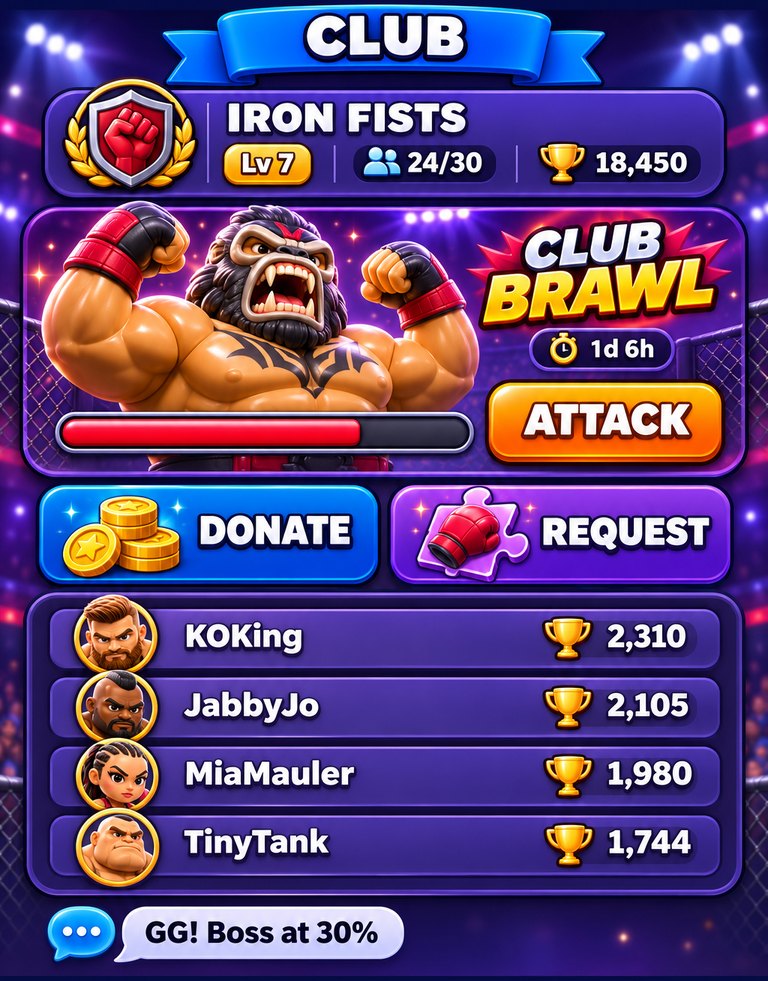 CLUB
IRON FISTS
Lv 7
24/30
18,450
CLUB
BRAWL
1d 6h
ATTACK
DONATE
REQUEST
KOKing
2,310
JabbyJo
2,105
MiaMauler
1,980
TinyTank
1,744
GG! Boss at 30%